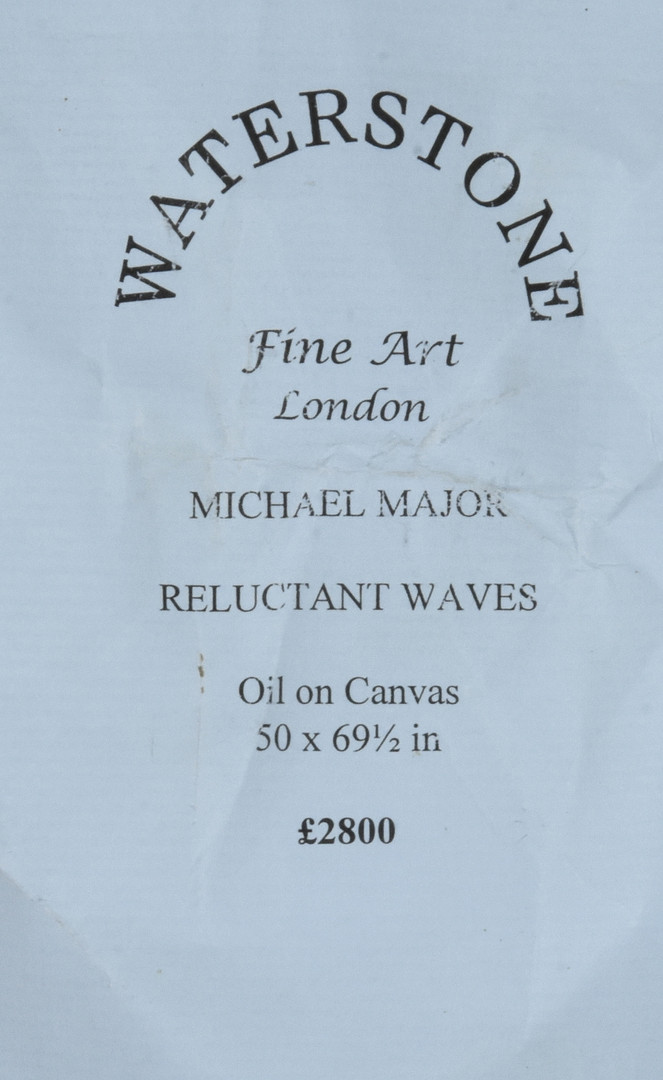 WATERSTONE
Fine Art
London
MICHAEL MAJOR
RELUCTANT WAVES
Oil on Canvas
50 x 69½ in
£2800